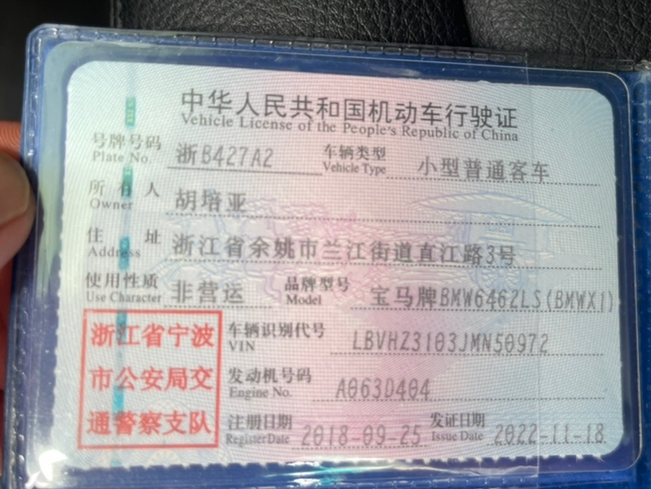 中华人民共和国机动车行驶证
Vehicle License of the People's Republic of China
号牌号码 浙B427A2 车辆类型 小型普通客车
Plate No. Vehicle Type
所有人 胡培亚
Owner
住址 浙江省余姚市兰江街道直江路3号
Address
使用性质 非营运 品牌型号 宝马牌BMW6462LS(BMWX1)
Use Character Model
浙江省宁波
市公安局交
通警察支队
车辆识别代号 LBVHZ3103JMN50972
VIN
发动机号码 A063D404
Engine No.
注册日期 2018-09-25 发证日期 2022-11-18
Register Date Issue Date